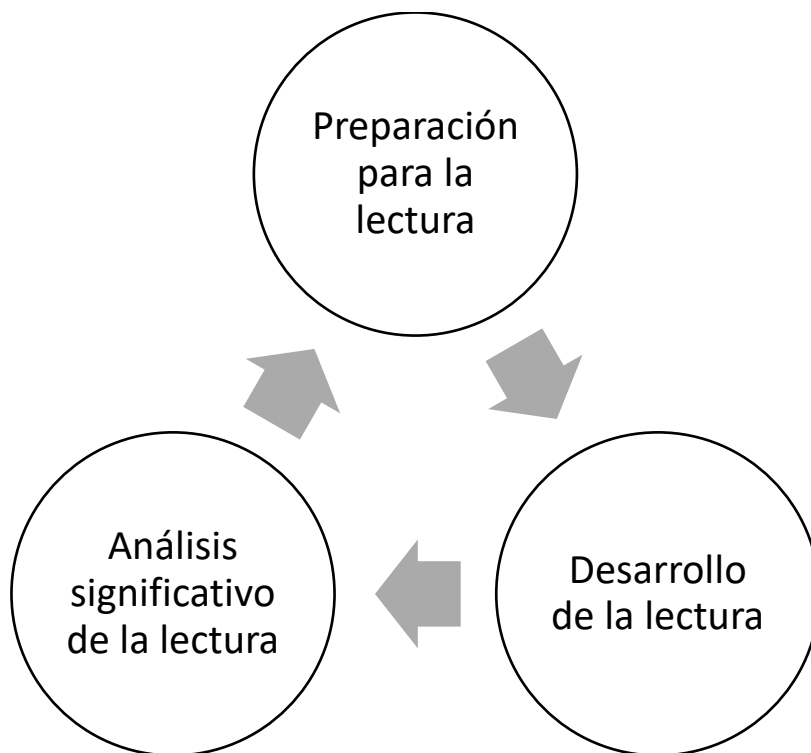 Preparación
para la
lectura
Desarrollo
de la lectura
Análisis
significativo
de la lectura